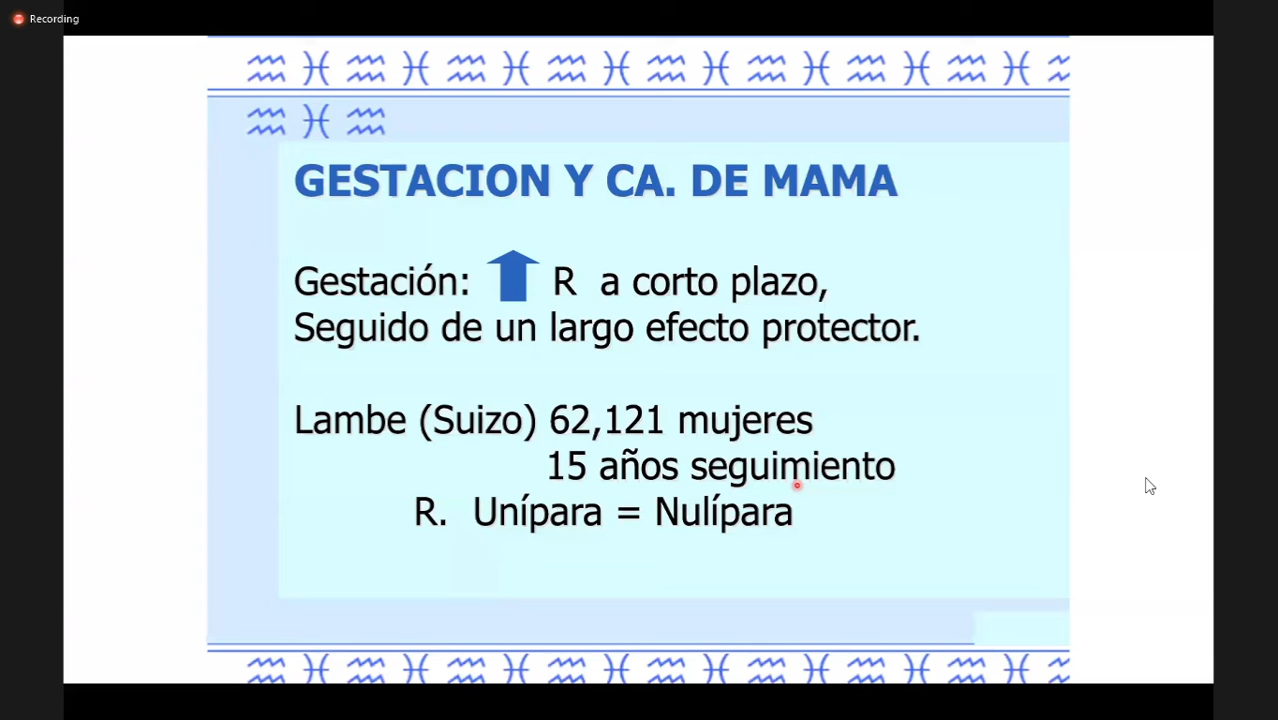 Recording
GESTACION Y CA. DE MAMA
Gestación: R a corto plazo,
Seguido de un largo efecto protector.
Lambe (Suizo) 62,121 mujeres
15 años seguimiento
R. Unípara = Nulípara